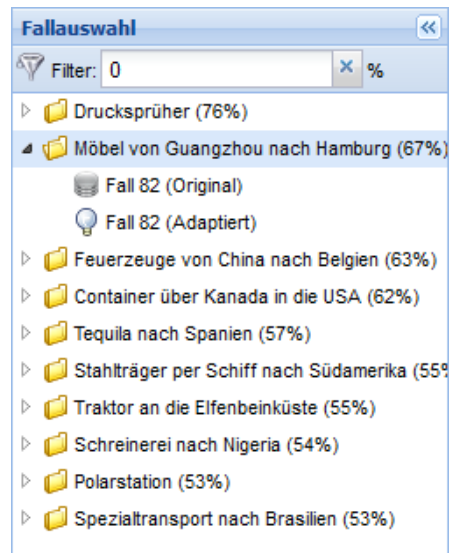 Fallauswahl
Filter: 0 %
Drucksprüher (76%)
Möbel von Guangzhou nach Hamburg (67%)
Fall 82 (Original)
Fall 82 (Adaptiert)
Feuerzeuge von China nach Belgien (63%)
Container über Kanada in die USA (62%)
Tequila nach Spanien (57%)
Stahlträger per Schiff nach Südamerika (55%
Traktor an die Elfenbeinküste (55%)
Schreinerei nach Nigeria (54%)
Polarstation (53%)
Spezialtransport nach Brasilien (53%)